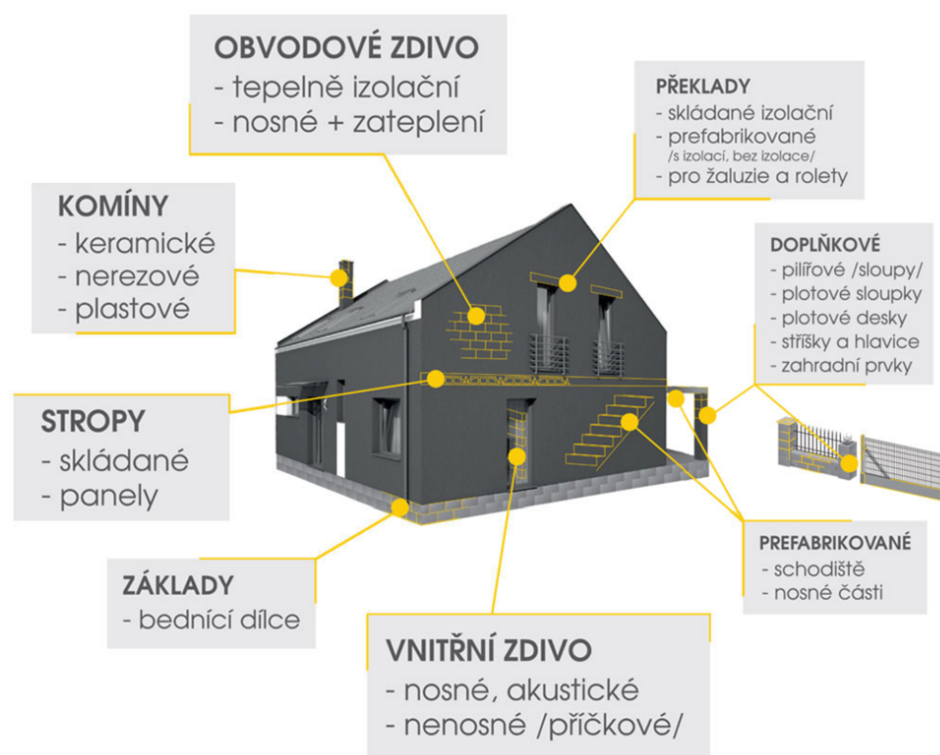 OBVODOVÉ ZDIVO
- tepelně izolační
- nosné + zateplení
PŘEKLADY
- skládané izolační
- prefabrikované
/s izolací, bez izolace/
- pro žaluzie a rolety
KOMÍNY
- keramické
- nerezové
- plastové
DOPLŇKOVÉ
- pilířové /sloupy/
- plotové sloupky
- plotové desky
- stříšky a hlavice
- zahradní prvky
STROPY
- skládané
- panely
PREFABRIKOVANÉ
- schodiště
- nosné části
ZÁKLADY
- bednící dílce
VNITŘNÍ ZDIVO
- nosné, akustické
- nenosné /příčkové/